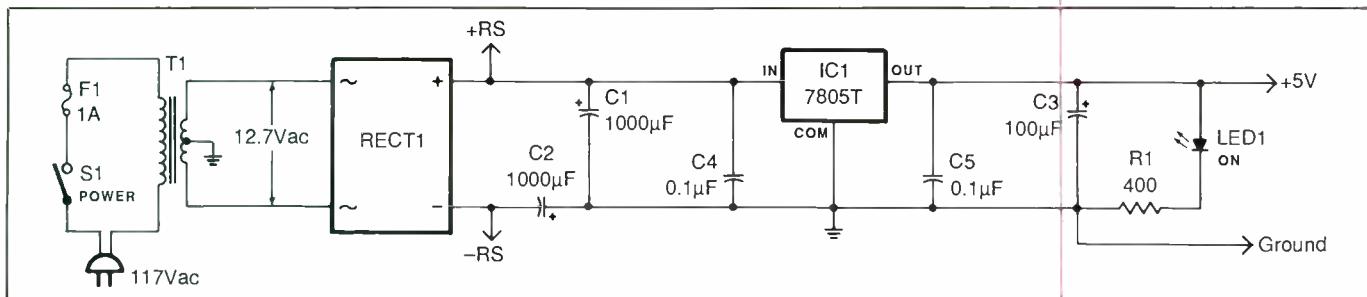 F1
1A
S1
POWER
117Vac
T1
12.7Vac
~
~
RECT1
+
−
+RS
−RS
C1
+
1000µF
C2
1000µF
+
C4
0.1µF
IN
IC1
7805T
OUT
COM
C5
0.1µF
C3
+
100µF
R1
400
LED1
ON
+5V
Ground